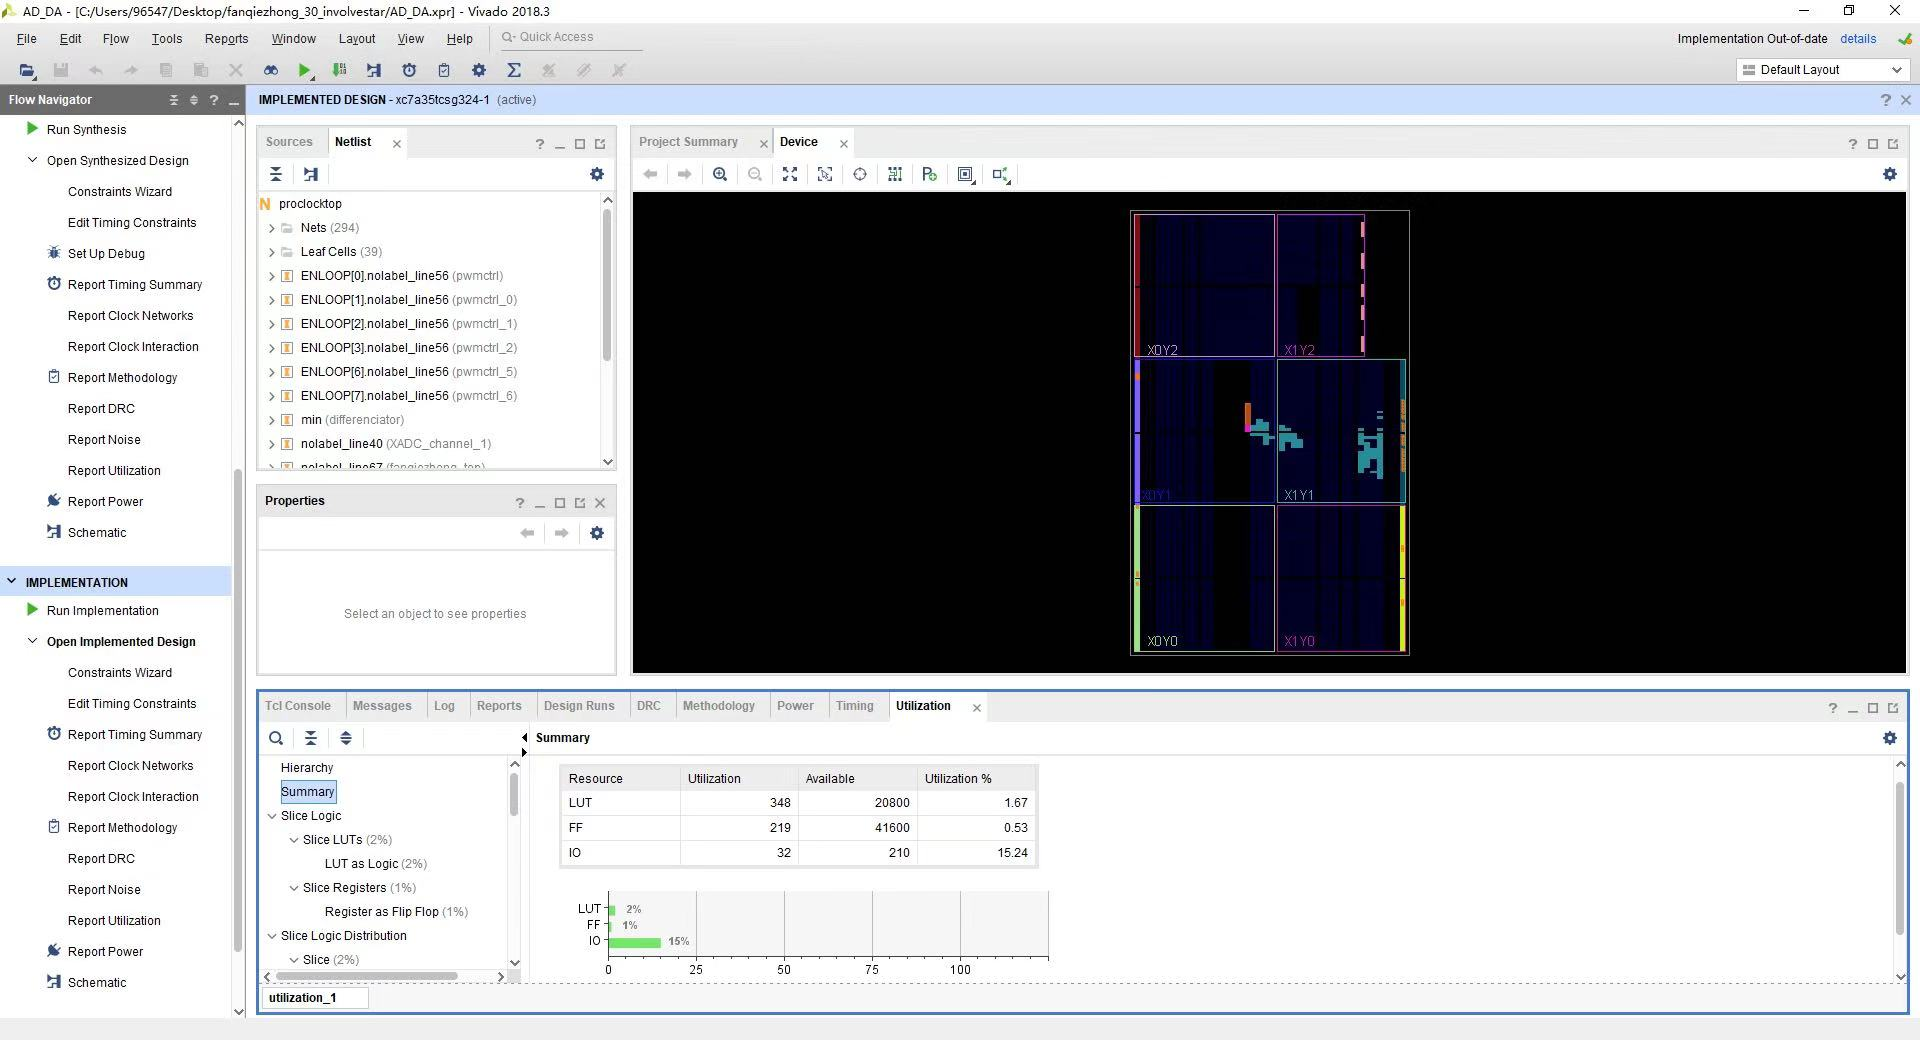 AD_DA - [C:/Users/96547/Desktop/fanqiezhong_30_involvestar/AD_DA.xpr] - Vivado 2018.3
File Edit Flow Tools Reports Window Layout View Help Quick Access
Implementation Out-of-date details
Default Layout
Flow Navigator
IMPLEMENTED DESIGN - xc7a35tcsg324-1 (active)
Run Synthesis
Open Synthesized Design
Constraints Wizard
Edit Timing Constraints
Set Up Debug
Report Timing Summary
Report Clock Networks
Report Clock Interaction
Report Methodology
Report DRC
Report Noise
Report Utilization
Report Power
Schematic
IMPLEMENTATION
Run Implementation
Open Implemented Design
Constraints Wizard
Edit Timing Constraints
Report Timing Summary
Report Clock Networks
Report Clock Interaction
Report Methodology
Report DRC
Report Noise
Report Utilization
Report Power
Schematic
Sources Netlist
N proclocktop
Nets (294)
Leaf Cells (39)
ENLOOP[0].nolabel_line56 (pwmctrl)
ENLOOP[1].nolabel_line56 (pwmctrl_0)
ENLOOP[2].nolabel_line56 (pwmctrl_1)
ENLOOP[3].nolabel_line56 (pwmctrl_2)
ENLOOP[6].nolabel_line56 (pwmctrl_5)
ENLOOP[7].nolabel_line56 (pwmctrl_6)
min (differenciator)
nolabel_line40 (XADC_channel_1)
nolabel_line67 (fanqiezhong_top)
Properties
Select an object to see properties
Project Summary Device
X0Y2 X1Y2
X0Y1 X1Y1
X0Y0 X1Y0
Tcl Console Messages Log Reports Design Runs DRC Methodology Power Timing Utilization
Hierarchy
Summary
Slice Logic
Slice LUTs (2%)
LUT as Logic (2%)
Slice Registers (1%)
Register as Flip Flop (1%)
Slice Logic Distribution
Slice (2%)
Summary
Resource Utilization Available Utilization %
LUT 348 20800 1.67
FF 219 41600 0.53
IO 32 210 15.24
LUT 2%
FF 1%
IO 15%
0 25 50 75 100
utilization_1